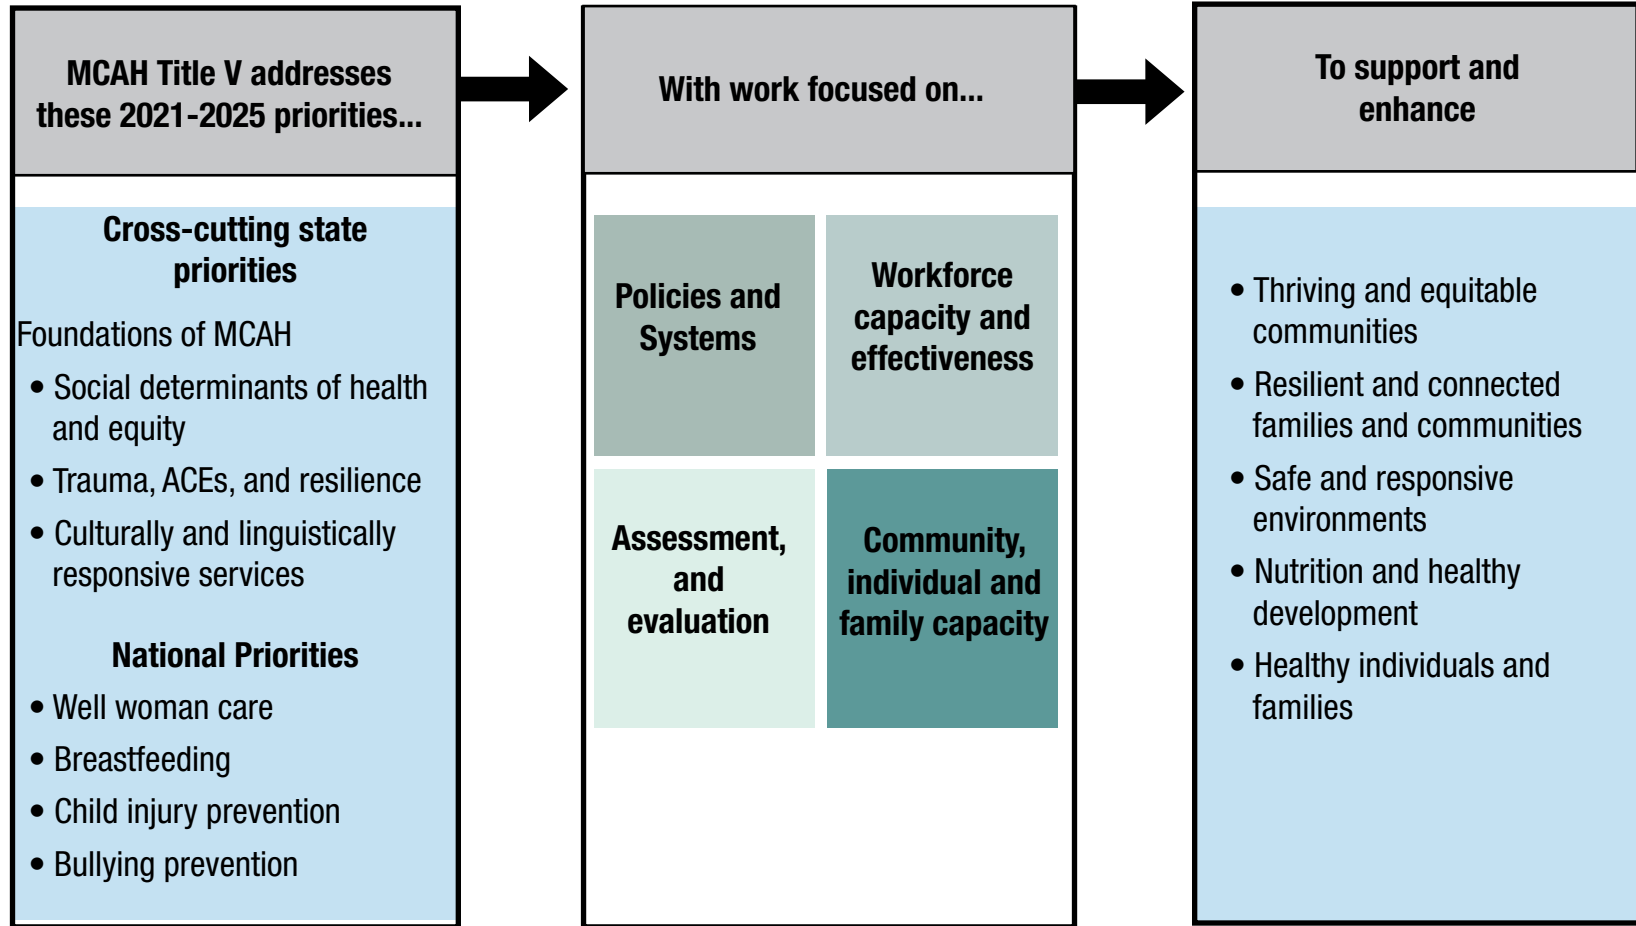 MCAH Title V addresses
these 2021-2025 priorities...
Cross-cutting state
priorities
Foundations of MCAH
• Social determinants of health
and equity
• Trauma, ACEs, and resilience
• Culturally and linguistically
responsive services
National Priorities
• Well woman care
• Breastfeeding
• Child injury prevention
• Bullying prevention
With work focused on...
Policies and
Systems
Workforce
capacity and
effectiveness
Assessment,
and
evaluation
Community,
individual and
family capacity
To support and
enhance
• Thriving and equitable
communities
• Resilient and connected
families and communities
• Safe and responsive
environments
• Nutrition and healthy
development
• Healthy individuals and
families